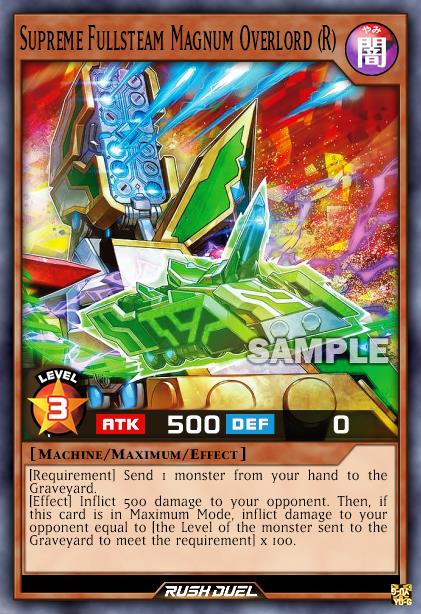 SUPREME FULLSTEAM MAGNUM OVERLORD (R)
やみ
闇
SAMPLE
LEVEL
3
ATK 500 DEF 0
[MACHINE/MAXIMUM/EFFECT]
[Requirement] Send 1 monster from your hand to the
Graveyard.
[Effect] Inflict 500 damage to your opponent. Then, if
this card is in Maximum Mode, inflict damage to your
opponent equal to [the Level of the monster sent to the
Graveyard to meet the requirement] x 100.
RUSH DUEL